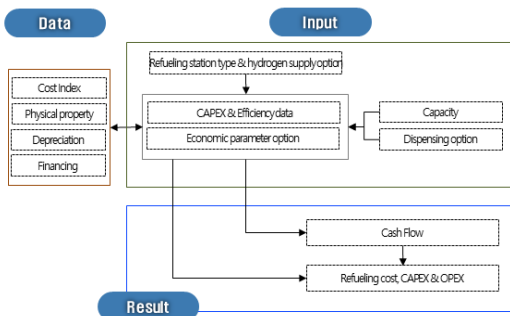 Data
Input
Refueling station type & hydrogen supply option
Cost Index
Physical property
Depreciation
Financing
CAPEX & Efficiency data
Economic parameter option
Capacity
Dispensing option
Cash Flow
Refueling cost, CAPEX & OPEX
Result